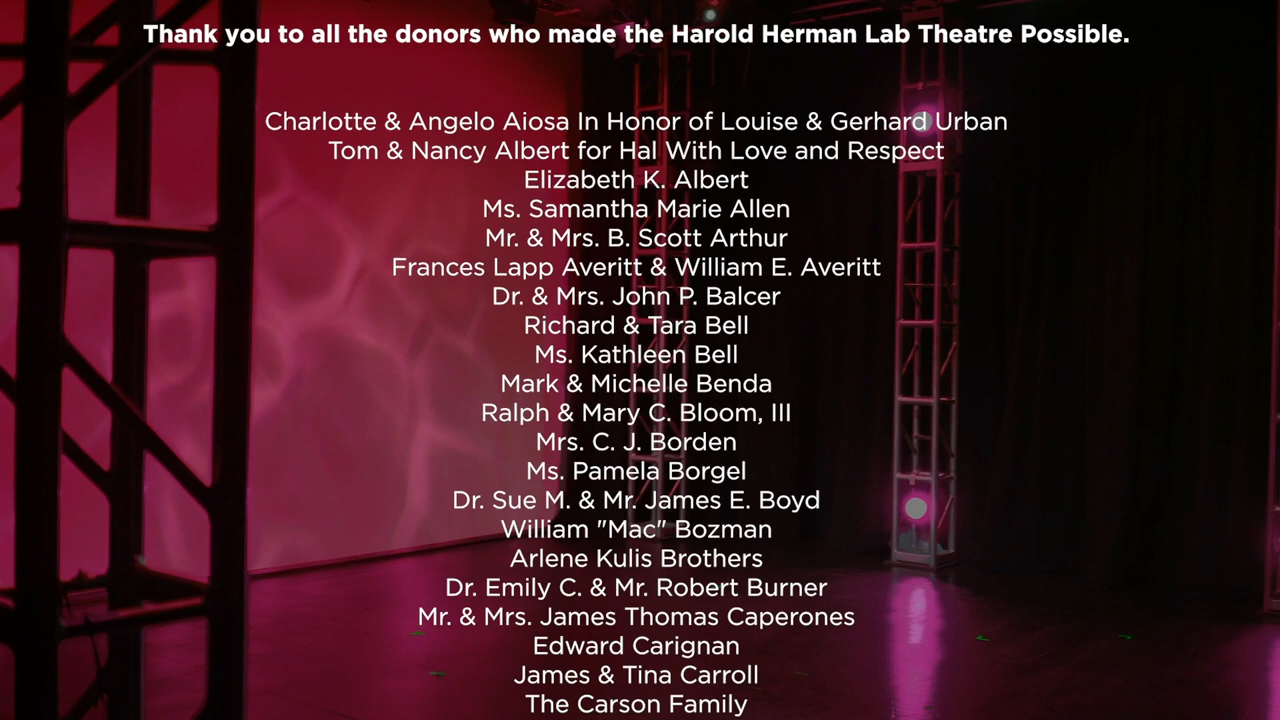 Thank you to all the donors who made the Harold Herman Lab Theatre Possible.
Charlotte & Angelo Aiosa In Honor of Louise & Gerhard Urban
Tom & Nancy Albert for Hal With Love and Respect
Elizabeth K. Albert
Ms. Samantha Marie Allen
Mr. & Mrs. B. Scott Arthur
Frances Lapp Averitt & William E. Averitt
Dr. & Mrs. John P. Balcer
Richard & Tara Bell
Ms. Kathleen Bell
Mark & Michelle Benda
Ralph & Mary C. Bloom, III
Mrs. C. J. Borden
Ms. Pamela Borgel
Dr. Sue M. & Mr. James E. Boyd
William "Mac" Bozman
Arlene Kulis Brothers
Dr. Emily C. & Mr. Robert Burner
Mr. & Mrs. James Thomas Caperones
Edward Carignan
James & Tina Carroll
The Carson Family